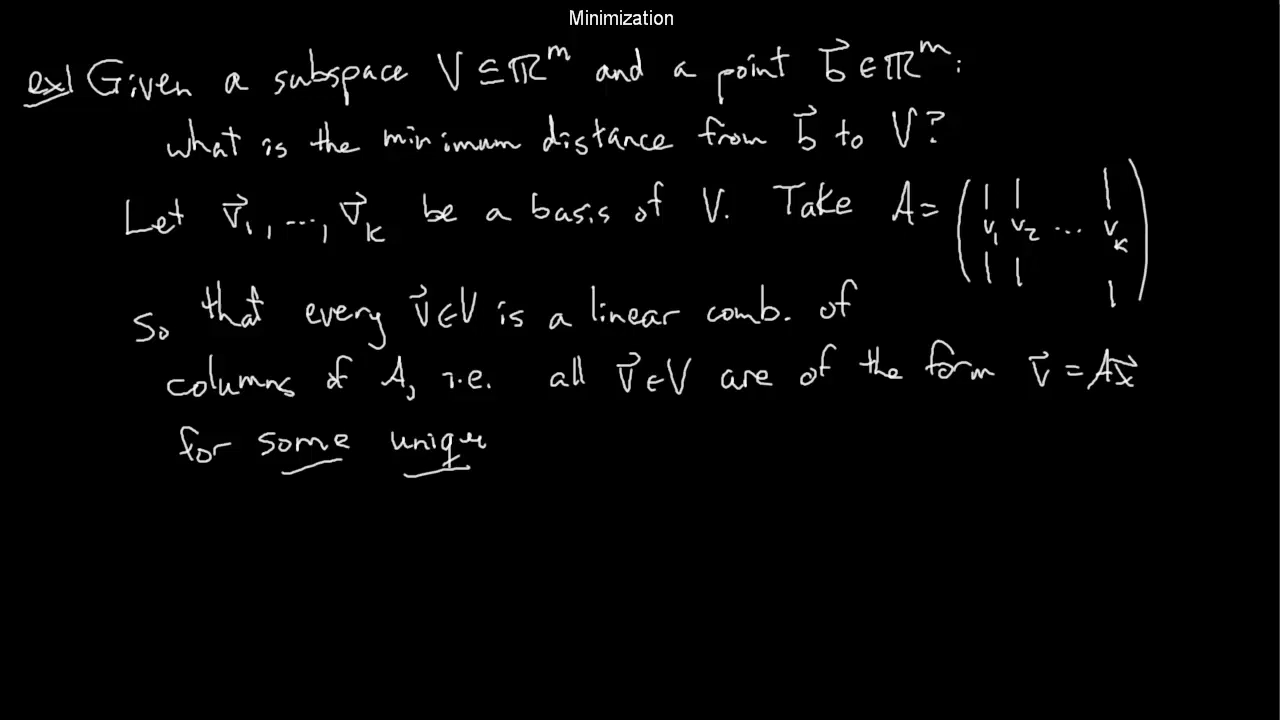 Minimization
ex) Given a subspace V ⊆ ℝ^m and a point b⃗ ∈ ℝ^m:
what is the minimum distance from b⃗ to V?
Let v⃗₁, ..., v⃗ₖ be a basis of V. Take A = ( | | | v₁ v₂ ... vₖ | | | )
So that every v⃗ ∈ V is a linear comb. of
columns of A, i.e. all v⃗ ∈ V are of the form v⃗ = Ax⃗
for some unique